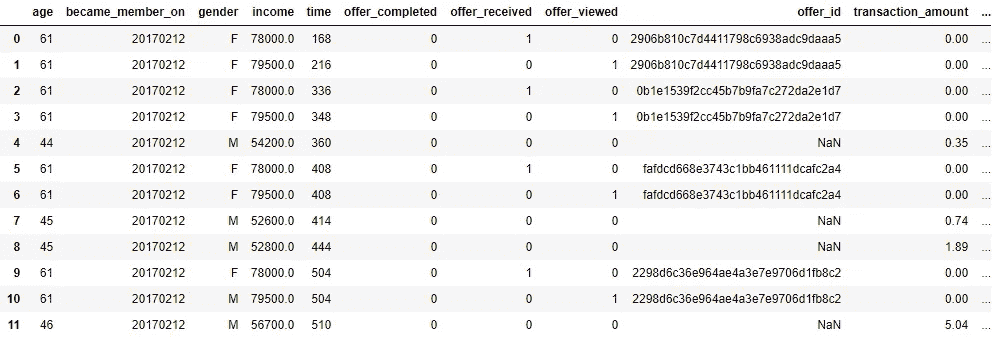 age became_member_on gender income time offer_completed offer_received offer_viewed offer_id transaction_amount ...
0 61 20170212 F 78000.0 168 0 1 0 2906b810c7d4411798c6938adc9daaa5 0.00 ...
1 61 20170212 F 79500.0 216 0 0 1 2906b810c7d4411798c6938adc9daaa5 0.00 ...
2 61 20170212 F 78000.0 336 0 1 0 0b1e1539f2cc45b7b9fa7c272da2e1d7 0.00 ...
3 61 20170212 F 79500.0 348 0 0 1 0b1e1539f2cc45b7b9fa7c272da2e1d7 0.00 ...
4 44 20170212 M 54200.0 360 0 0 0 NaN 0.35 ...
5 61 20170212 F 78000.0 408 0 1 0 fafdcd668e3743c1bb461111dcafc2a4 0.00 ...
6 61 20170212 F 79500.0 408 0 0 1 fafdcd668e3743c1bb461111dcafc2a4 0.00 ...
7 45 20170212 M 52600.0 414 0 0 0 NaN 0.74 ...
8 45 20170212 M 52800.0 444 0 0 0 NaN 1.89 ...
9 61 20170212 F 78000.0 504 0 1 0 2298d6c36e964ae4a3e7e9706d1fb8c2 0.00 ...
10 61 20170212 M 79500.0 504 0 0 1 2298d6c36e964ae4a3e7e9706d1fb8c2 0.00 ...
11 46 20170212 M 56700.0 510 0 0 0 NaN 5.04 ...